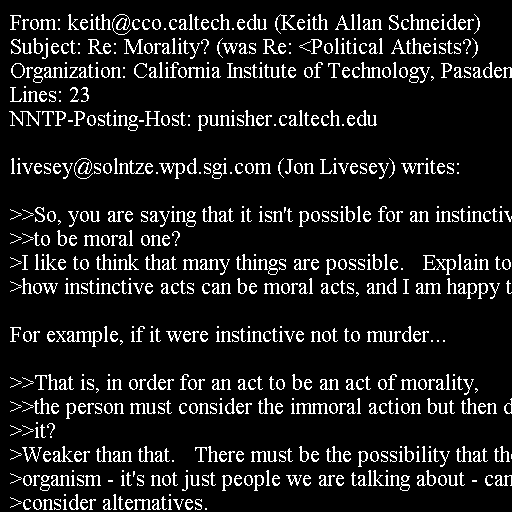 From: keith@cco.caltech.edu (Keith Allan Schneider)
Subject: Re: Morality? (was Re: <Political Atheists?)
Organization: California Institute of Technology, Pasaden
Lines: 23
NNTP-Posting-Host: punisher.caltech.edu

livesey@solntze.wpd.sgi.com (Jon Livesey) writes:

>>So, you are saying that it isn't possible for an instinctiv
>>to be moral one?
>I like to think that many things are possible.   Explain to
>how instinctive acts can be moral acts, and I am happy t

For example, if it were instinctive not to murder...

>>That is, in order for an act to be an act of morality,
>>the person must consider the immoral action but then d
>>it?
>Weaker than that.   There must be the possibility that th
>organism - it's not just people we are talking about - can
>consider alternatives.